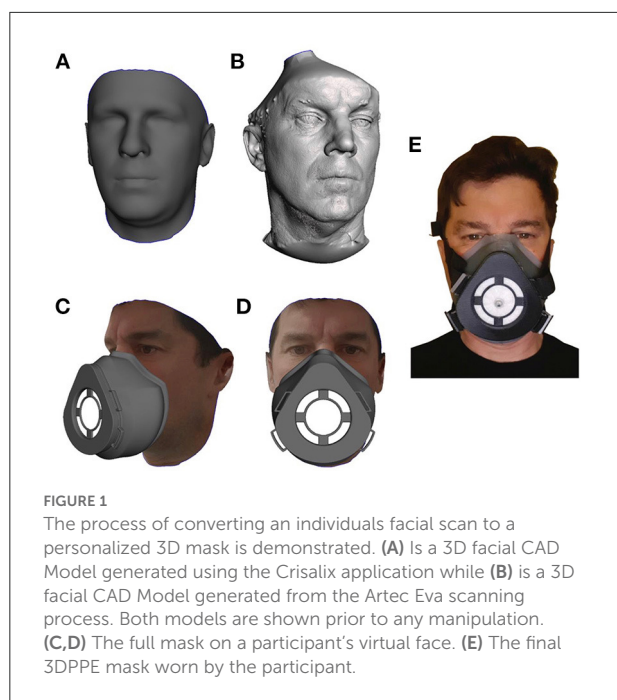 A
B
E
C
D
FIGURE 1
The process of converting an individuals facial scan to a
personalized 3D mask is demonstrated. (A) Is a 3D facial CAD
Model generated using the Crisalix application while (B) is a 3D
facial CAD Model generated from the Artec Eva scanning
process. Both models are shown prior to any manipulation.
(C,D) The full mask on a participant's virtual face. (E) The final
3DPPE mask worn by the participant.